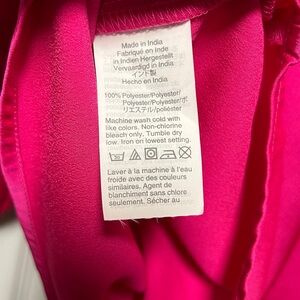 Made in India
Fabriqué en Inde
In Indien Hergestellt
Vervaardigd in India
インド製
Hecho en India
100% Polyester/Polyester/
Polyester/Polyester/ポ
リエステル/poliéster
Machine wash cold with
like colors. Non-chlorine
bleach only. Tumble dry
low. Iron on lowest setting.
Laver à la machine à l'eau
froide avec des couleurs
similaires. Agent de
blanchiment sans chlore
seulement. Sécher au